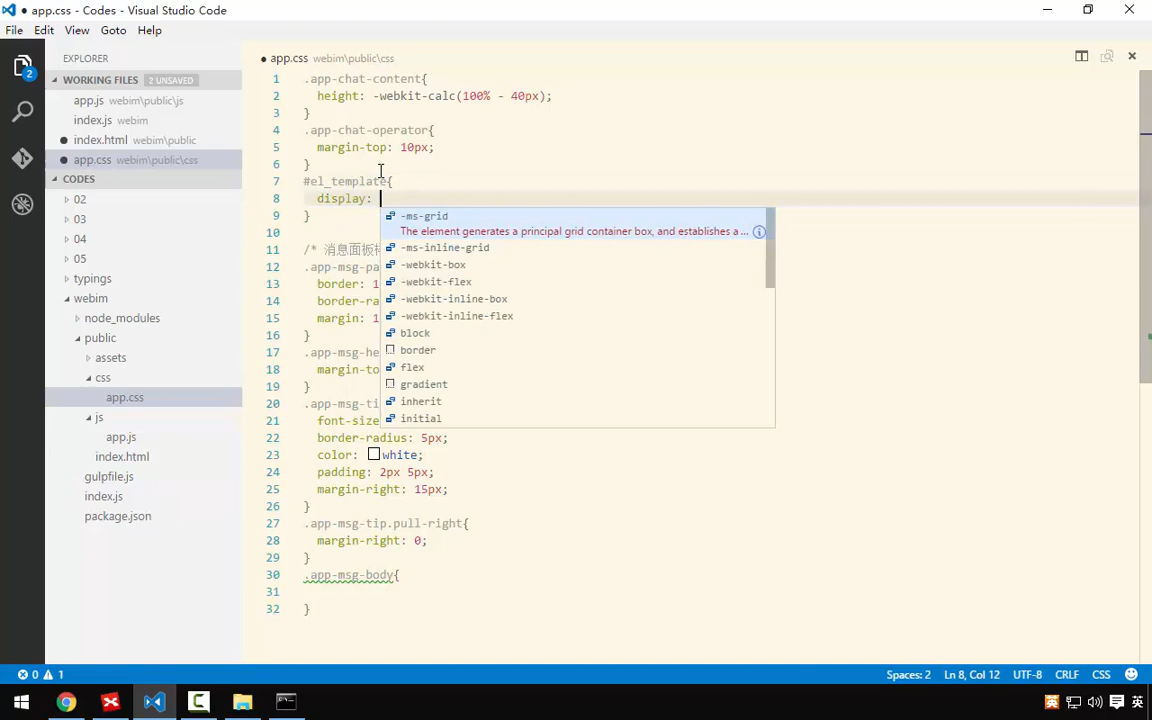 app.css - Codes - Visual Studio Code
File Edit View Goto Help
EXPLORER
WORKING FILES 2 UNSAVED
app.js webim\public\js
index.js webim
index.html webim\public
app.css webim\public\css
CODES
02
03
04
05
typings
webim
node_modules
public
assets
css
app.css
js
app.js
index.html
gulpfile.js
index.js
package.json
2
app.css webim\public\css
1 .app-chat-content{
2 height: -webkit-calc(100% - 40px);
3 }
4 .app-chat-operator{
5 margin-top: 10px;
6 }
7 #el_template{
8 display:
9 }
10
11 /* 消息面板
12 .app-msg-pa
13 border: 1
14 border-ra
15 margin: 1
16 }
17 .app-msg-he
18 margin-to
19 }
20 .app-msg-ti
21 font-size
22 border-radius: 5px;
23 color: white;
24 padding: 2px 5px;
25 margin-right: 15px;
26 }
27 .app-msg-tip.pull-right{
28 margin-right: 0;
29 }
30 .app-msg-body{
31
32 }
-ms-grid
The element generates a principal grid container box, and establishes a ...
-ms-inline-grid
-webkit-box
-webkit-flex
-webkit-inline-box
-webkit-inline-flex
block
border
flex
gradient
inherit
initial
0 1 Spaces: 2 Ln 8, Col 12 UTF-8 CRLF CSS
英